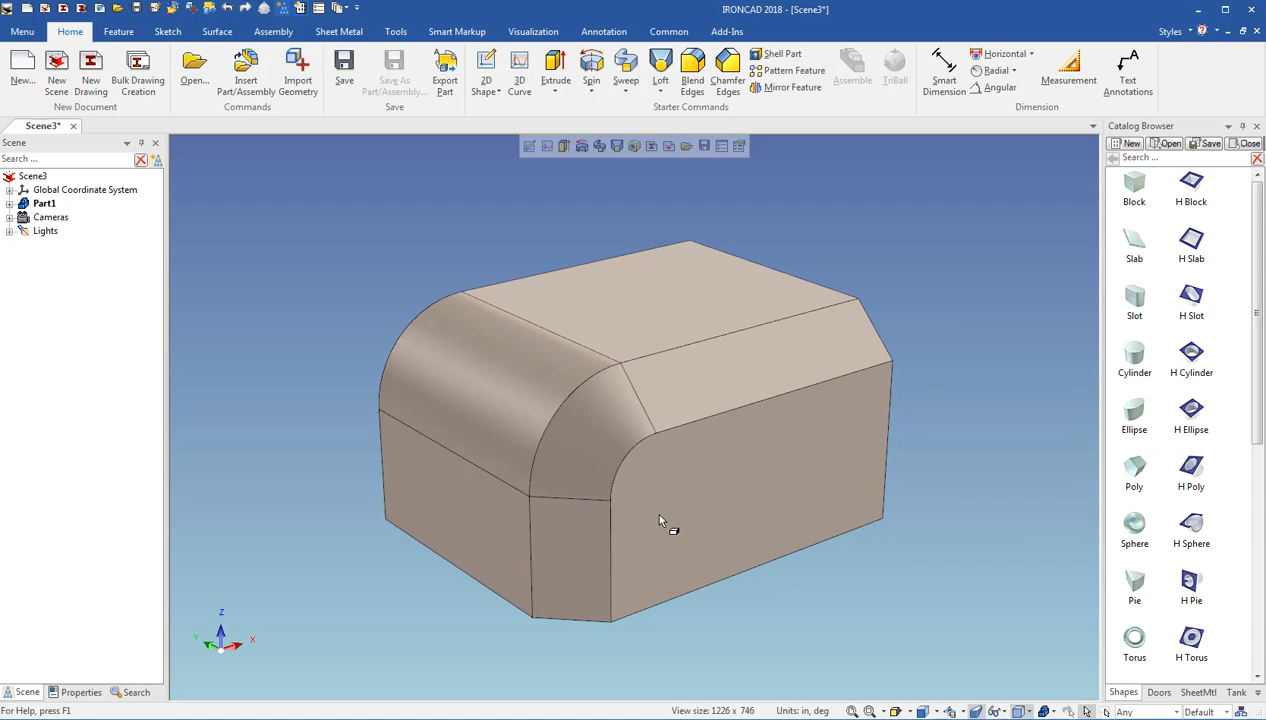 IRONCAD 2018 - [Scene3*]
Menu Home Feature Sketch Surface Assembly Sheet Metal Tools Smart Markup Visualization Annotation Common Add-Ins Styles
New... New Scene New Drawing Bulk Drawing Creation Open... Insert Part/Assembly Import Geometry Save Save As Part/Assembly... Export Part 2D Shape 3D Curve Extrude Spin Sweep Loft Blend Edges Chamfer Edges Shell Part Pattern Feature Mirror Feature Assemble TriBall Smart Dimension Horizontal Radial Angular Measurement Text Annotations
New Document Commands Save Starter Commands Dimension
Scene3*
Scene
Search ...
Scene3
Global Coordinate System
Part1
Cameras
Lights
Z
Y
X
Catalog Browser
New Open Save Close
Search ...
Block H Block
Slab H Slab
Slot H Slot
Cylinder H Cylinder
Ellipse H Ellipse
Poly H Poly
Sphere H Sphere
Pie H Pie
Torus H Torus
Scene Properties Search
Shapes Doors SheetMtl Tank
For Help, press F1 View size: 1226 x 746 Units: in, deg Any Default